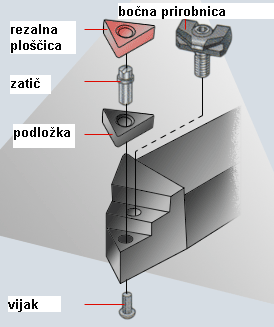 bočna prirobnica
rezalna
ploščica
zatič
podložka
vijak